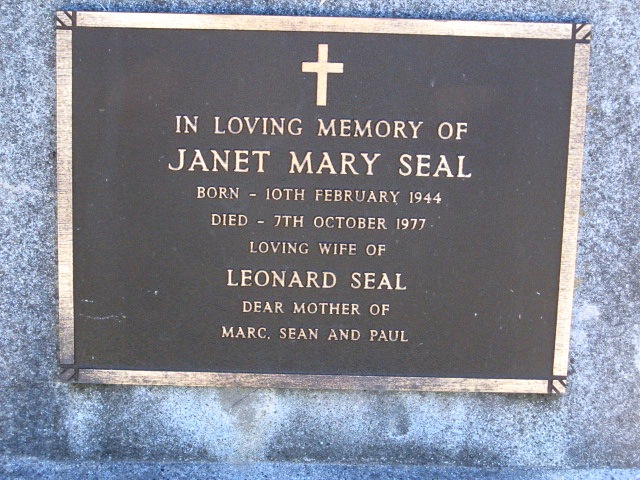 IN LOVING MEMORY OF
JANET MARY SEAL
BORN - 10TH FEBRUARY 1944
DIED - 7TH OCTOBER 1977
LOVING WIFE OF
LEONARD SEAL
DEAR MOTHER OF
MARC, SEAN AND PAUL